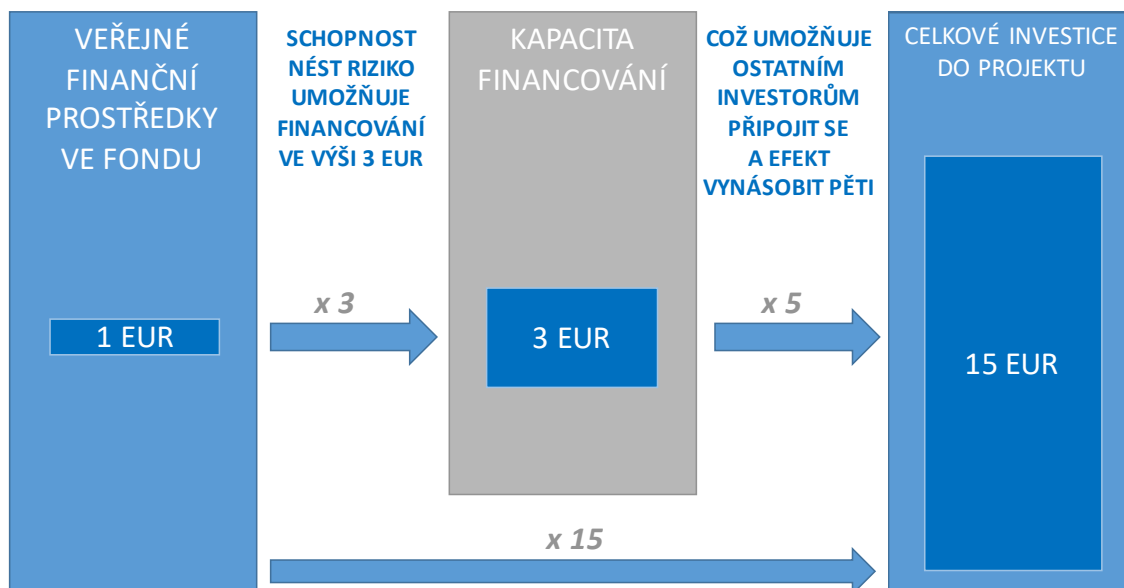 VEŘEJNÉ
FINANČNÍ
PROSTŘEDKY
VE FONDU
1 EUR
SCHOPNOST
NÉST RIZIKO
UMOŽŇUJE
FINANCOVÁNÍ
VE VÝŠI 3 EUR
x 3
KAPACITA
FINANCOVÁNÍ
3 EUR
COŽ UMOŽŇUJE
OSTATNÍM
INVESTORŮM
PŘIPOJIT SE
A EFEKT
VYNÁSOBIT PĚTI
x 5
CELKOVÉ INVESTICE
DO PROJEKTU
15 EUR
x 15